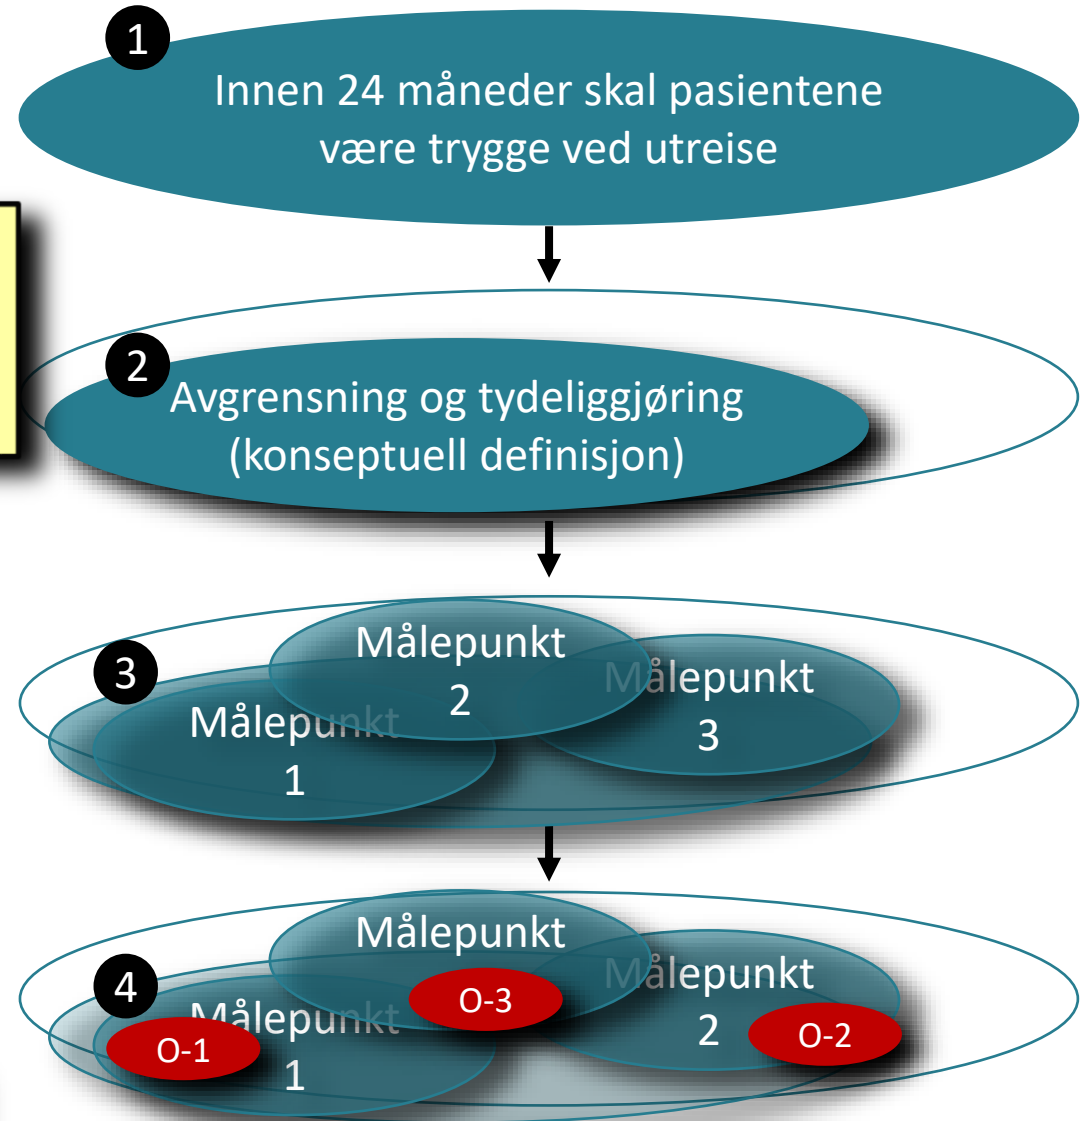 1
Innen 24 måneder skal pasientene
være trygge ved utreise
2
Avgrensning og tydeliggjøring
(konseptuell definisjon)
3
Målepunkt
2
Målepunkt
3
Målepunkt
1
4
Målepunkt
O-3
Målepunkt
2
O-2
Målepunkt
O-1
1